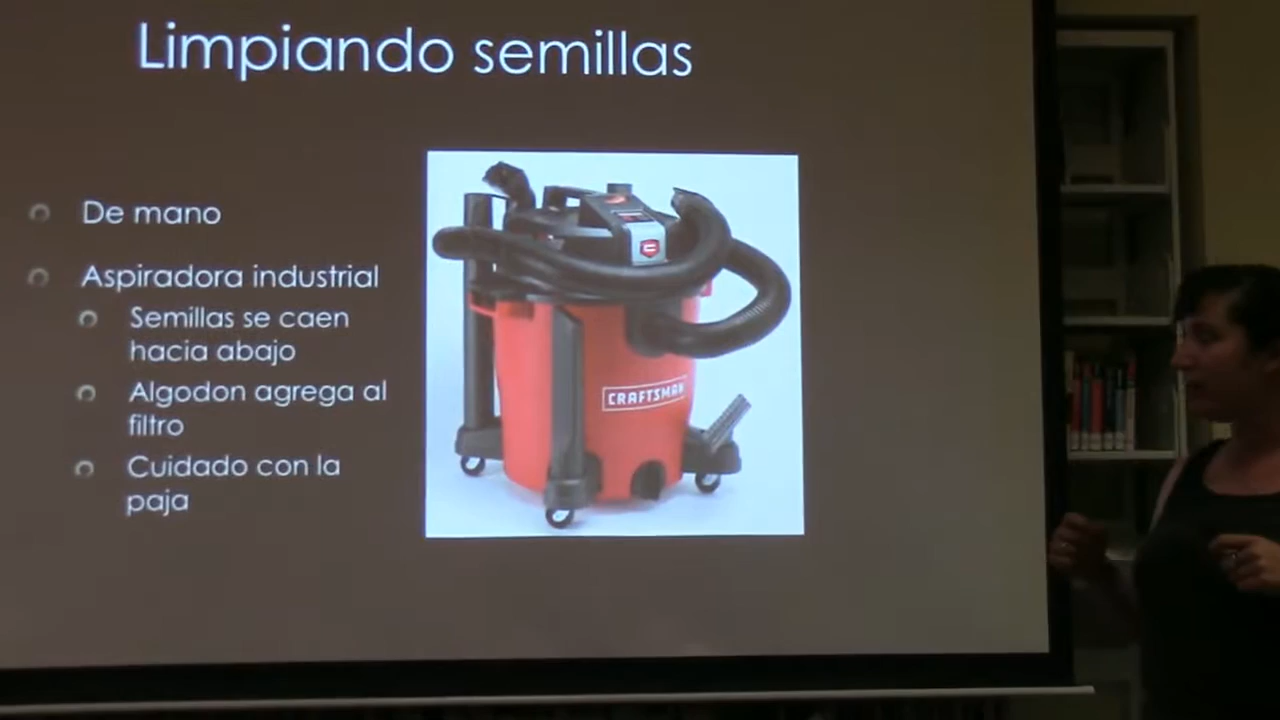 Limpiando semillas
De mano
Aspiradora industrial
Semillas se caen
hacia abajo
Algodon agrega al
filtro
Cuidado con la
paja
CRAFTSMAN